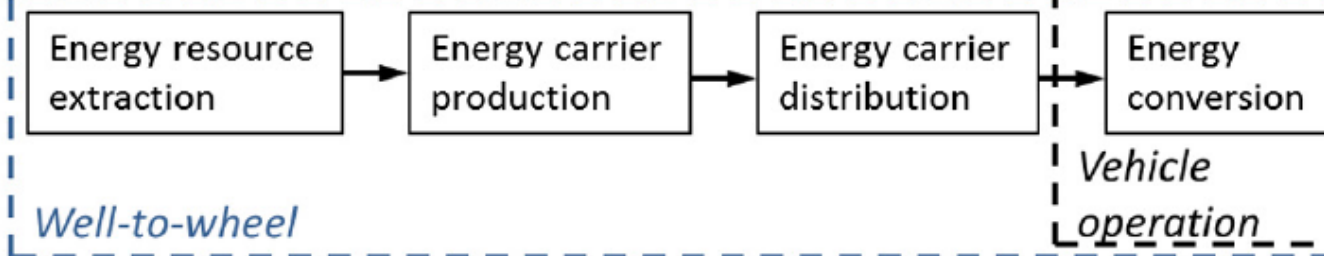 Energy resource
extraction
Energy carrier
production
Energy carrier
distribution
Energy
conversion
Vehicle
operation
Well-to-wheel